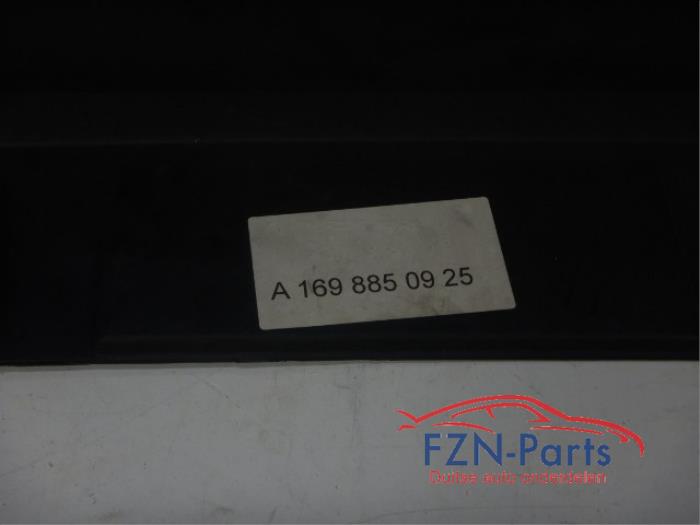 A 169 885 09 25
FZN-Parts
Duitse auto onderdelen